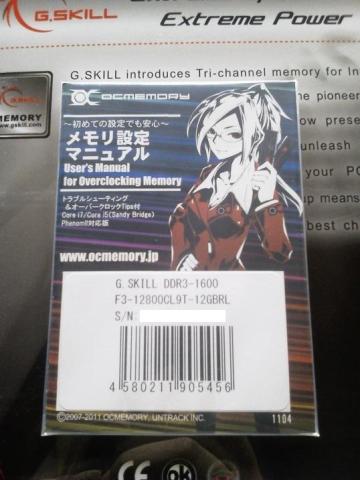 G.SKILL
Extreme Power
G.SKILL introduces Tri-channel memory for In
OCMEMORY
pioneer
MEMORY
www.gskill.com
～初めての設定でも安心～
now prese
メモリ設定
マニュアル
unleash
User's Manual
for Overclocking Memory
your PC
トラブルシューティング
&オーバークロックTips付
up means
Core i7/Core i5(Sandy Bridge)
PhenomII対応版
www.ocmemory.jp
G.SKILL DDR3-1600
F3-12800CL9T-12GBRL
S/N:
4 580211 905456
©2007-2011 OCMEMORY, UNTRACK INC.
1104
CE
ok